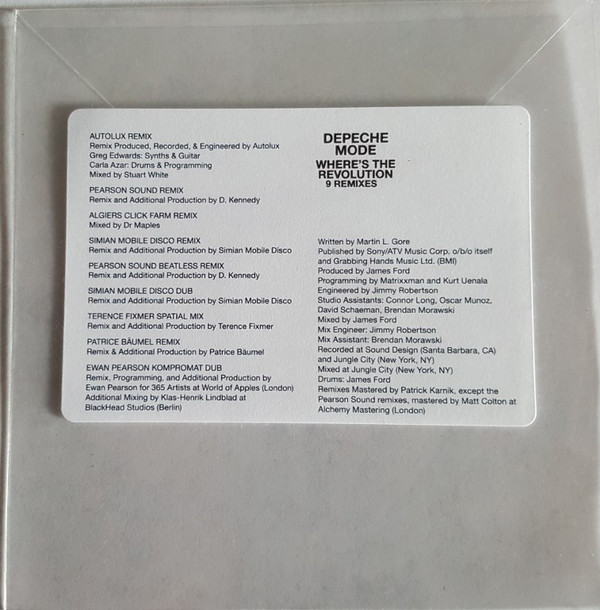 AUTOLUX REMIX
Remix Produced, Recorded, & Engineered by Autolux
Greg Edwards: Synths & Guitar
Carla Azar: Drums & Programming
Mixed by Stuart White
PEARSON SOUND REMIX
Remix and Additional Production by D. Kennedy
ALGIERS CLICK FARM REMIX
Mixed by Dr Maples
SIMIAN MOBILE DISCO REMIX
Remix and Additional Production by Simian Mobile Disco
PEARSON SOUND BEATLESS REMIX
Remix and Additional Production by D. Kennedy
SIMIAN MOBILE DISCO DUB
Remix and Additional Production by Simian Mobile Disco
TERENCE FIXMER SPATIAL MIX
Remix and Additional Production by Terence Fixmer
PATRICE BÄUMEL REMIX
Remix & Additional Production by Patrice Bäumel
EWAN PEARSON KOMPROMAT DUB
Remix, Programming, and Additional Production by
Ewan Pearson for 365 Artists at World of Apples (London)
Additional Mixing by Klas-Henrik Lindblad at
BlackHead Studios (Berlin)
DEPECHE
MODE
WHERE'S THE
REVOLUTION
9 REMIXES
Written by Martin L. Gore
Published by Sony/ATV Music Corp. o/b/o itself
and Grabbing Hands Music Ltd. (BMI)
Produced by James Ford
Programming by Matrixxman and Kurt Uenala
Engineered by Jimmy Robertson
Studio Assistants: Connor Long, Oscar Munoz,
David Schaeman, Brendan Morawski
Mixed by James Ford
Mix Engineer: Jimmy Robertson
Mix Assistant: Brendan Morawski
Recorded at Sound Design (Santa Barbara, CA)
and Jungle City (New York, NY)
Mixed at Jungle City (New York, NY)
Drums: James Ford
Remixes Mastered by Patrick Karnik, except the
Pearson Sound remixes, mastered by Matt Colton at
Alchemy Mastering (London)